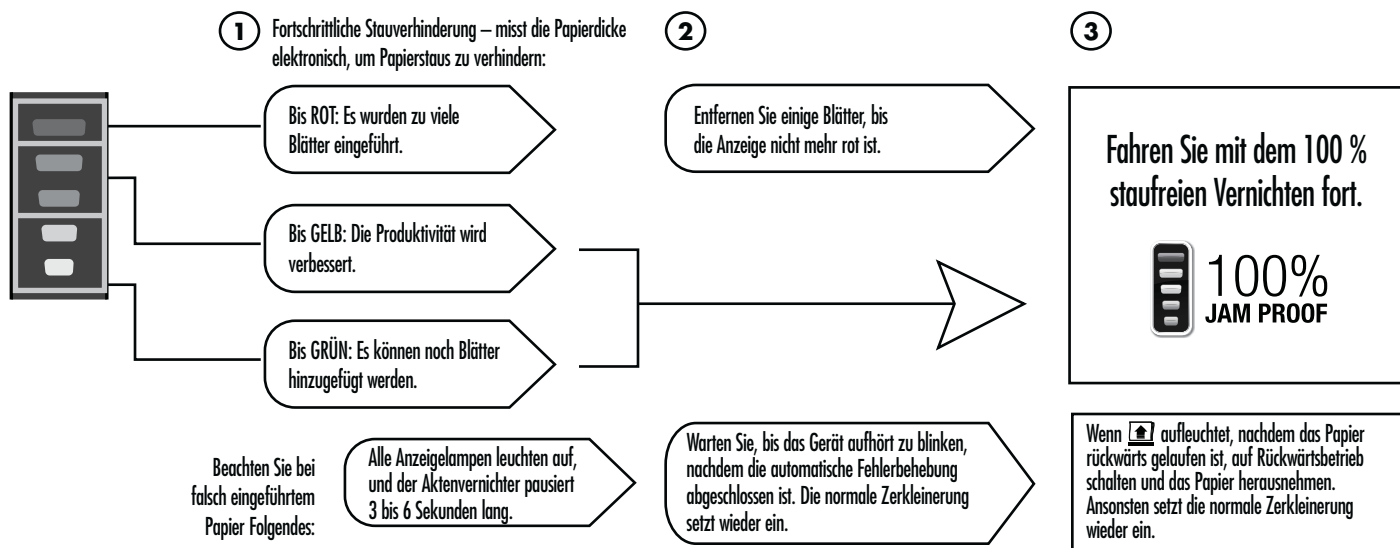 1 Fortschrittliche Stauverhinderung – misst die Papierdicke
elektronisch, um Papierstaus zu verhindern:
Bis ROT: Es wurden zu viele
Blätter eingeführt.
Bis GELB: Die Produktivität wird
verbessert.
Bis GRÜN: Es können noch Blätter
hinzugefügt werden.
2
Entfernen Sie einige Blätter, bis
die Anzeige nicht mehr rot ist.
3
Fahren Sie mit dem 100 %
staufreien Vernichten fort.
100%
JAM PROOF
Beachten Sie bei
falsch eingeführtem
Papier Folgendes:
Alle Anzeigelampen leuchten auf,
und der Aktenvernichter pausiert
3 bis 6 Sekunden lang.
Warten Sie, bis das Gerät aufhört zu blinken,
nachdem die automatische Fehlerbehebung
abgeschlossen ist. Die normale Zerkleinerung
setzt wieder ein.
Wenn aufleuchtet, nachdem das Papier
rückwärts gelaufen ist, auf Rückwärtsbetrieb
schalten und das Papier herausnehmen.
Ansonsten setzt die normale Zerkleinerung
wieder ein.